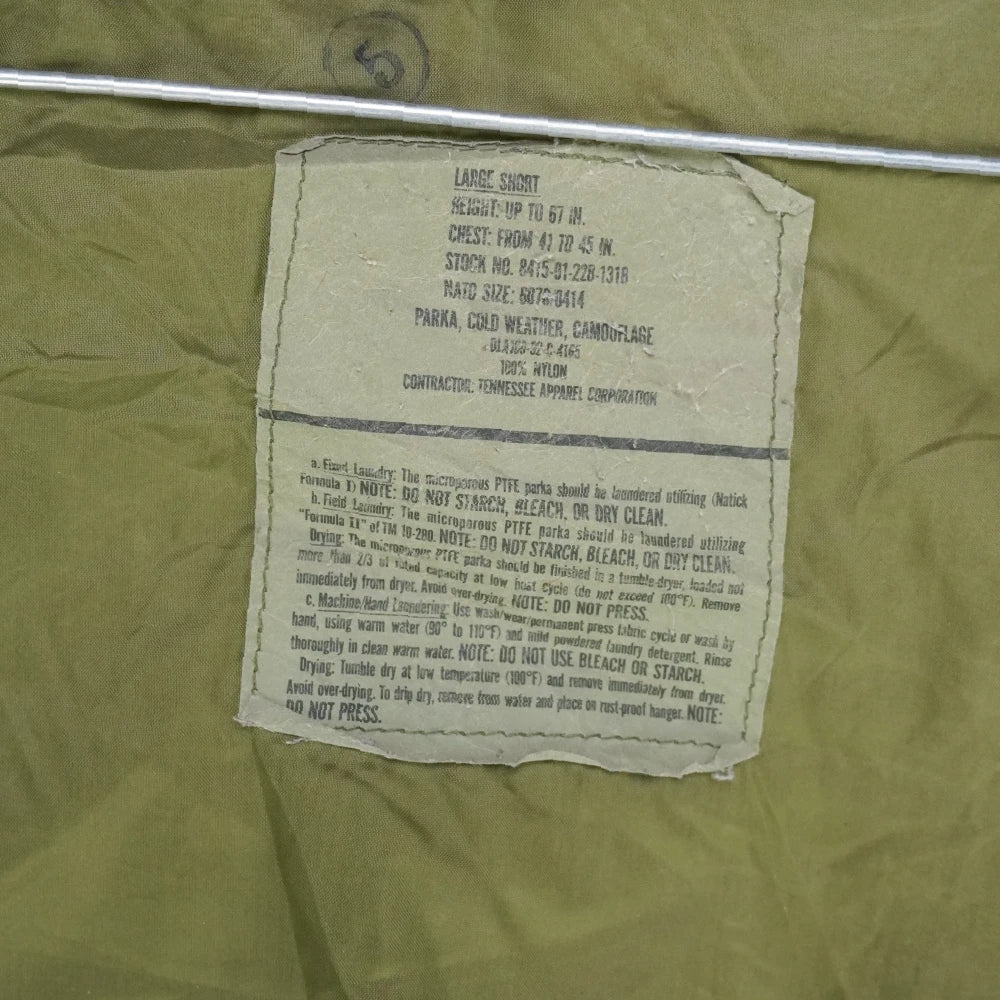 5
LARGE SHORT
HEIGHT: UP TO 67 IN.
CHEST: FROM 41 TO 45 IN.
STOCK NO. 8415-01-228-1318
NATO SIZE: 6070/0414
PARKA, COLD WEATHER, CAMOUFLAGE
100% NYLON
CONTRACTOR: TENNESSEE APPAREL CORPORATION
a. Fixed Laundry: The microporous PTFE parka should be laundered utilizing (Natick
Formula I) NOTE: DO NOT STARCH, BLEACH, OR DRY CLEAN.
b. Field Laundry: The microporous PTFE parka should be laundered utilizing
"Formula II" of TM 10-280. NOTE: DO NOT STARCH, BLEACH, OR DRY CLEAN.
Drying: The microporous PTFE parka should be finished in a tumble-dryer, loaded not
more than 2/3 of rated capacity at low heat cycle (do not exceed 100°F). Remove
immediately from dryer. Avoid over-drying. NOTE: DO NOT PRESS.
c. Machine/Hand Laundering: Use wash/wear/permanent press fabric cycle or wash by
hand, using warm water (90° to 110°F) and mild powdered laundry detergent. Rinse
thoroughly in clean warm water. NOTE: DO NOT USE BLEACH OR STARCH.
Drying: Tumble dry at low temperature (100°F) and remove immediately from dryer.
Avoid over-drying. To drip dry, remove from water and place on rust-proof hanger. NOTE:
DO NOT PRESS.